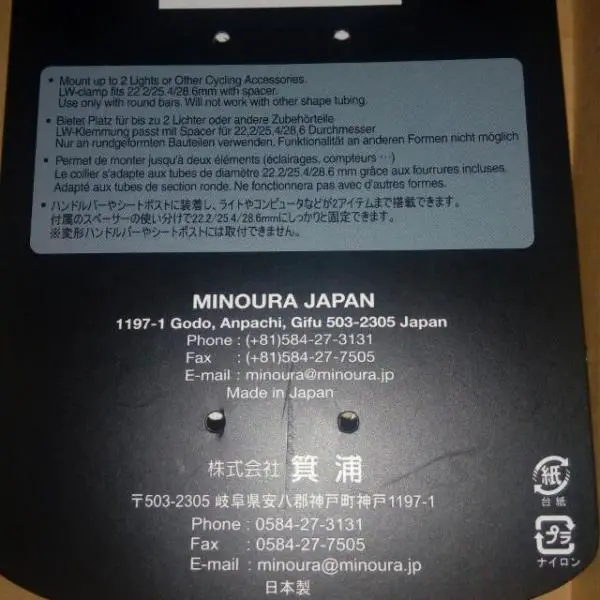 • Mount up to 2 Lights or Other Cycling Accessories.
LW-clamp fits 22.2/25.4/28.6mm with spacer.
Use only with round bars. Will not work with other shape tubing.
• Bietet Platz für bis zu 2 Lichter oder andere Zubehörteile
LW-Klemmung passt mit Spacer für 22,2/25,4/28,6 Durchmesser
Nur an rundgeformten Bauteilen verwenden. Funktionalität an anderen Formen nicht möglich
• Permet de monter jusqu'à deux éléments (éclairages, compteurs …)
Le collier s'adapte aux tubes de diamètre 22.2/25.4/28.6 mm grâce aux fourrures incluses.
Adapté aux tubes de section ronde. Ne fonctionnera pas avec d'autres formes.
• ハンドルバーやシートポストに装着し、ライトやコンピュータなどが2アイテムまで搭載できます。
付属のスペーサーの使い分けで22.2/25.4/28.6mmにしっかりと固定できます。
※変形ハンドルバーやシートポストには取付できません。
MINOURA JAPAN
1197-1 Godo, Anpachi, Gifu 503-2305 Japan
Phone : (+81)584-27-3131
Fax : (+81)584-27-7505
E-mail : minoura@minoura.jp
Made in Japan
株式会社 箕浦
〒503-2305 岐阜県安八郡神戸町神戸1197-1
Phone : 0584-27-3131
Fax : 0584-27-7505
E-mail : minoura@minoura.jp
日本製
紙
台紙
プラ
ナイロン